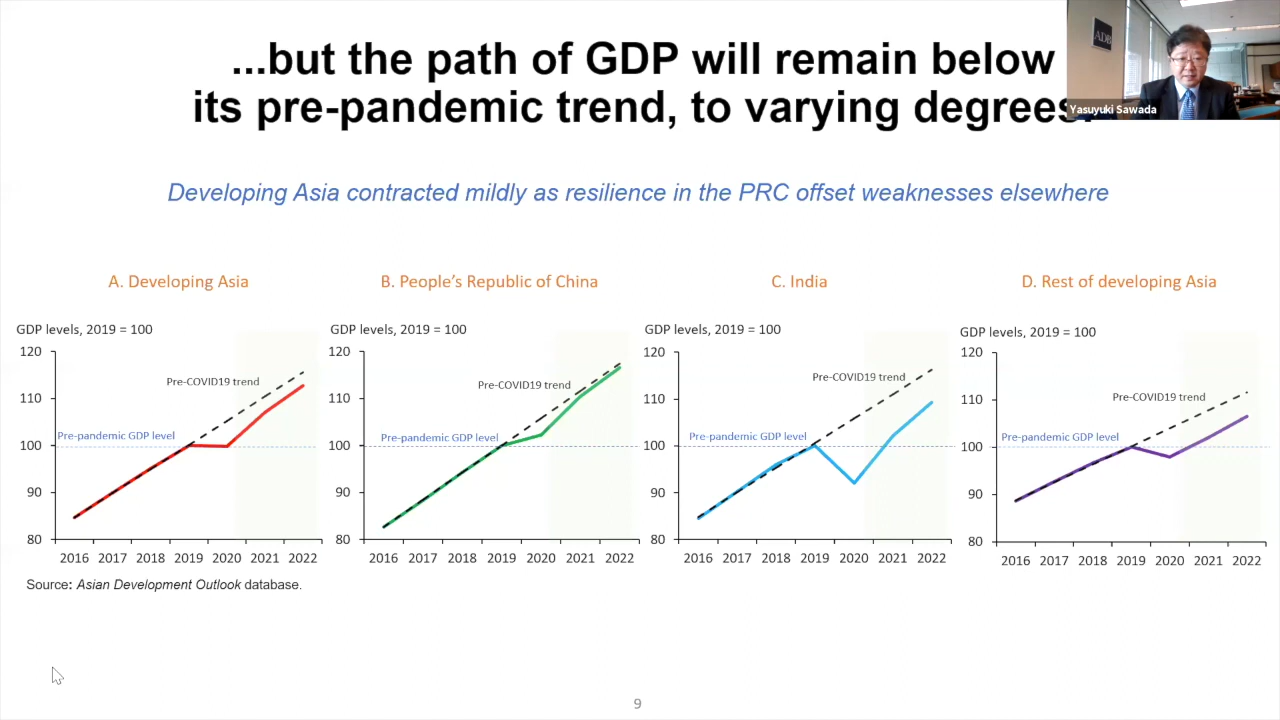 ...but the path of GDP will remain below
its pre-pandemic trend, to varying degrees.
ADB
Yasuyuki Sawada
Developing Asia contracted mildly as resilience in the PRC offset weaknesses elsewhere
A. Developing Asia
GDP levels, 2019 = 100
120
110
100
90
80
Pre-COVID19 trend
Pre-pandemic GDP level
2016 2017 2018 2019 2020 2021 2022
B. People's Republic of China
GDP levels, 2019 = 100
120
110
100
90
80
Pre-COVID19 trend
Pre-pandemic GDP level
2016 2017 2018 2019 2020 2021 2022
C. India
GDP levels, 2019 = 100
120
110
100
90
80
Pre-COVID19 trend
Pre-pandemic GDP level
2016 2017 2018 2019 2020 2021 2022
D. Rest of developing Asia
GDP levels, 2019 = 100
120
110
100
90
80
Pre-COVID19 trend
Pre-pandemic GDP level
2016 2017 2018 2019 2020 2021 2022
Source: Asian Development Outlook database.
9